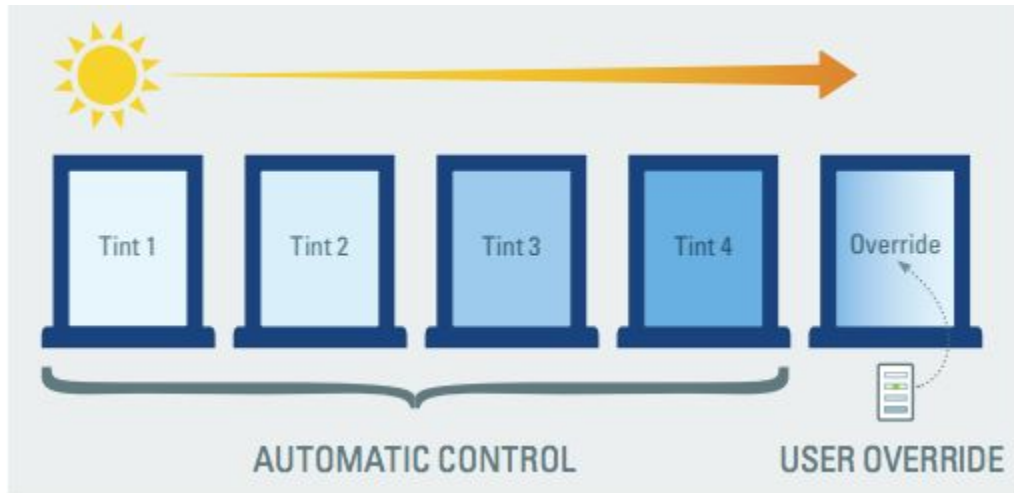 Tint 1
Tint 2
Tint 3
Tint 4
Override
AUTOMATIC CONTROL
USER OVERRIDE